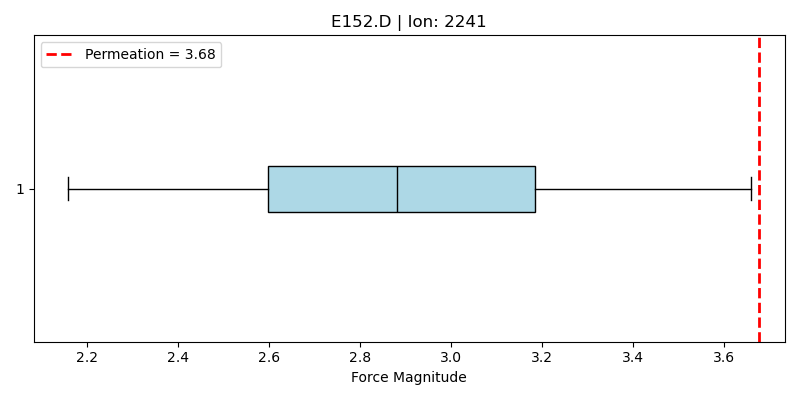 E152.D | Ion: 2241
Permeation = 3.68
1
2.2 2.4 2.6 2.8 3.0 3.2 3.4 3.6
Force Magnitude